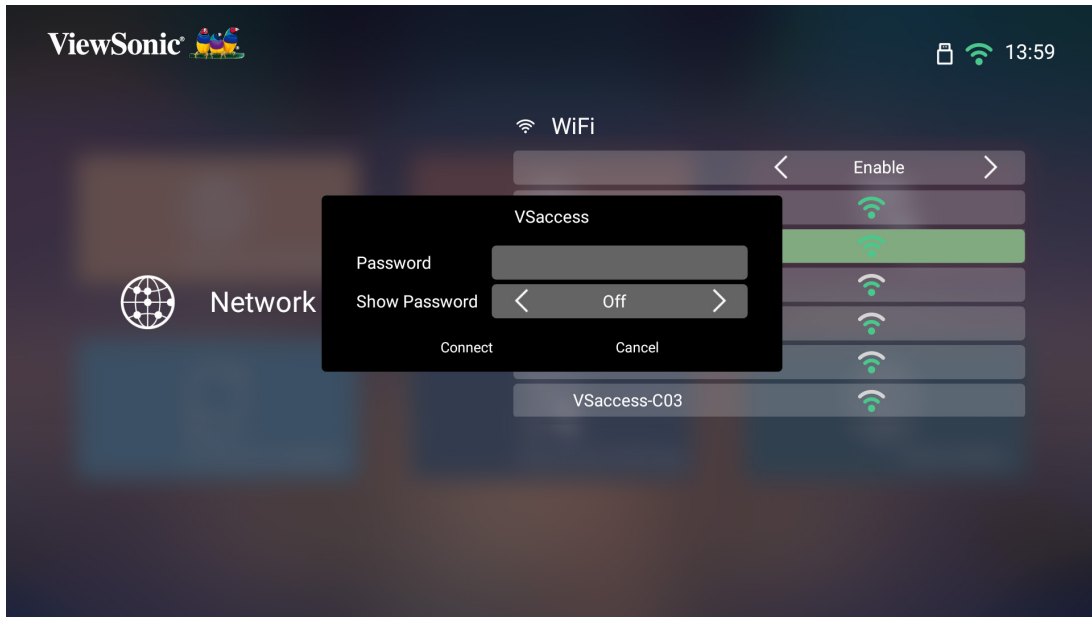 ViewSonic®
13:59
WiFi
Enable
VSaccess
Password
Network
Show Password Off
Connect Cancel
VSaccess-C03